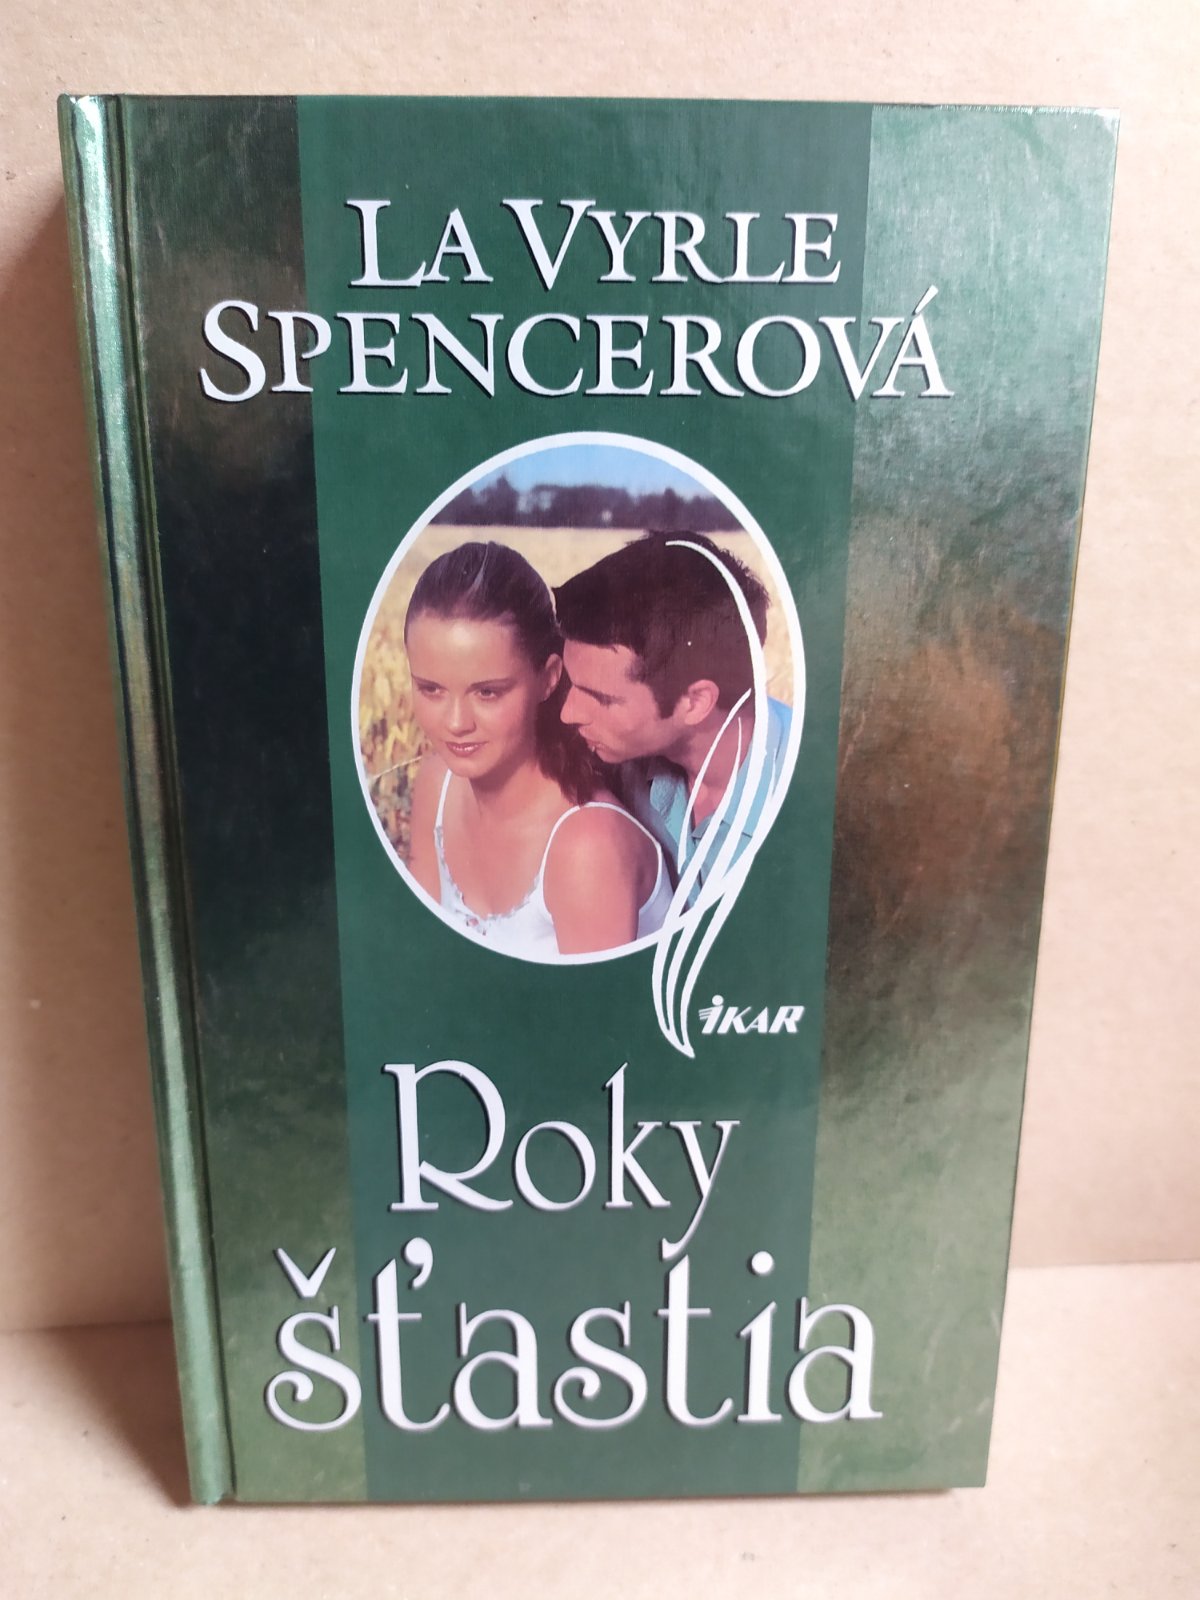 LA VYRLE
SPENCEROVÁ
iKAR
Roky
šťastia